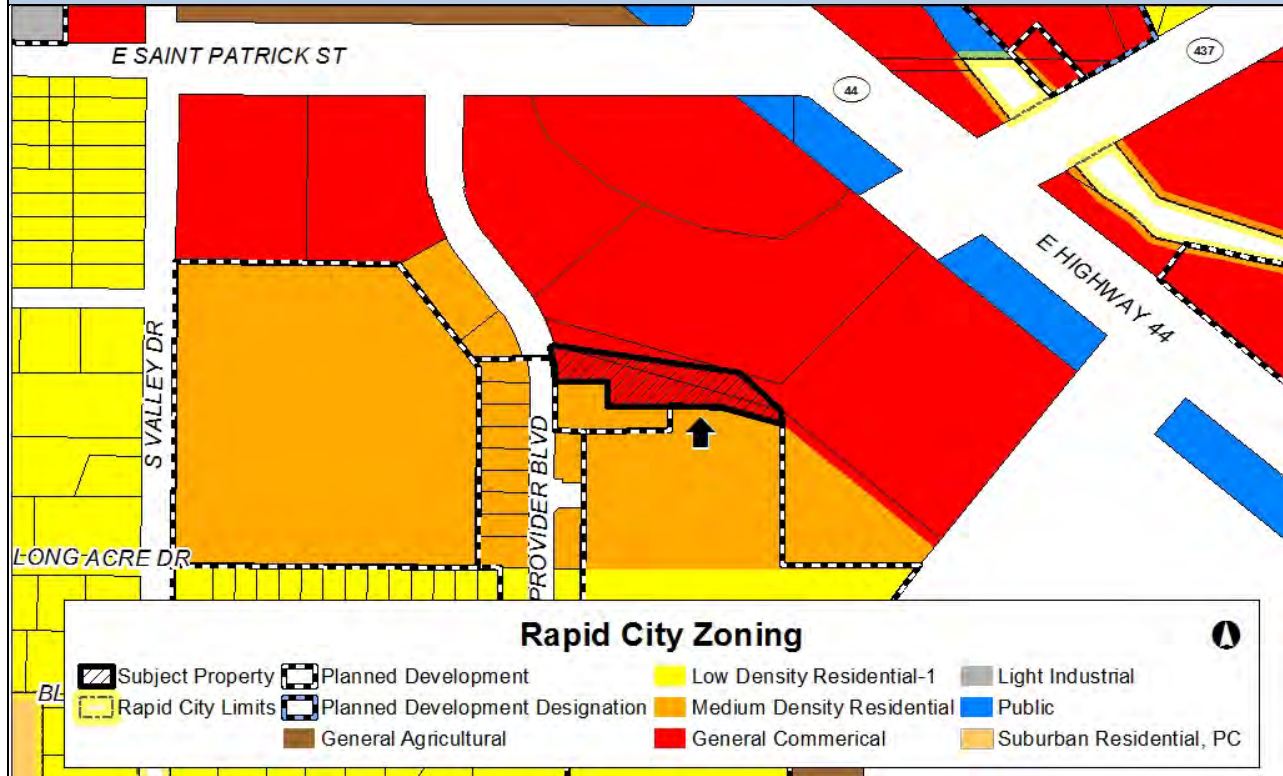 E SAINT PATRICK ST
44
437
E HIGHWAY 44
S VALLEY DR
PROVIDER BLVD
LONG ACRE DR
Rapid City Zoning
Subject Property
Planned Development
Low Density Residential-1
Light Industrial
Rapid City Limits
Planned Development Designation
Medium Density Residential
Public
General Agricultural
General Commerical
Suburban Residential, PC
BL